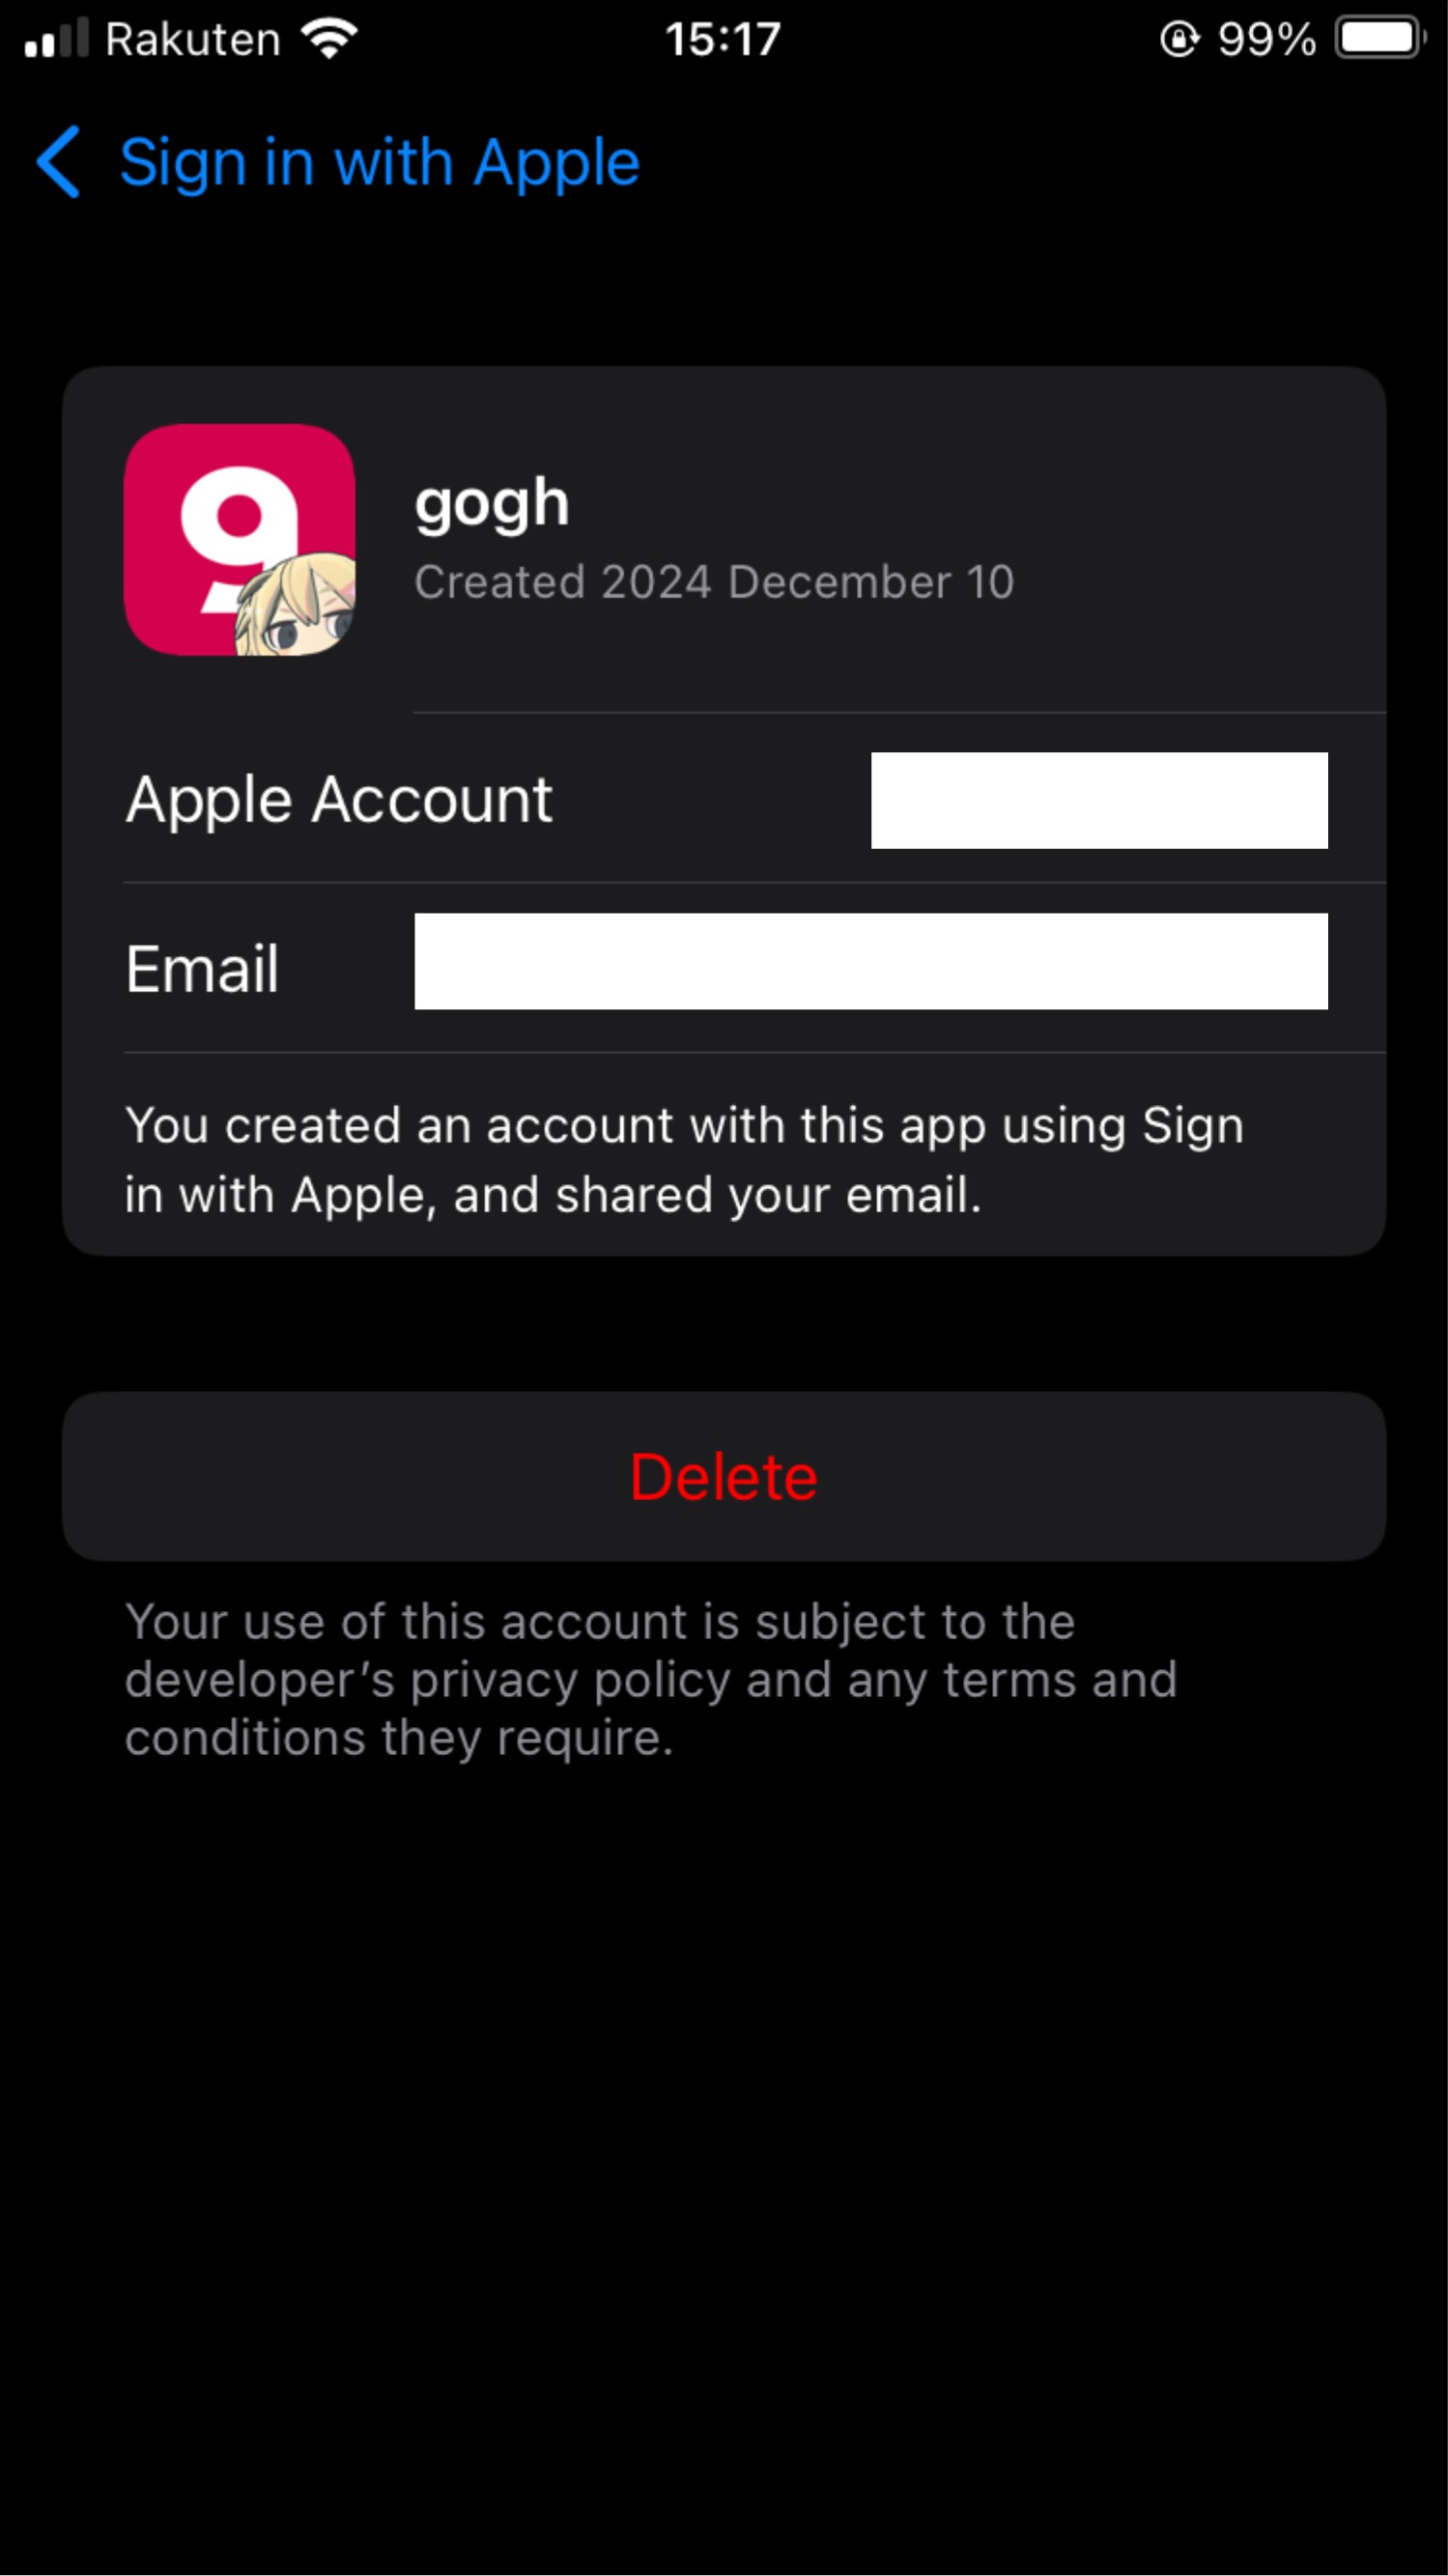 Rakuten 15:17 99%
Sign in with Apple
gogh
Created 2024 December 10
Apple Account
Email
You created an account with this app using Sign
in with Apple, and shared your email.
Delete
Your use of this account is subject to the
developer’s privacy policy and any terms and
conditions they require.